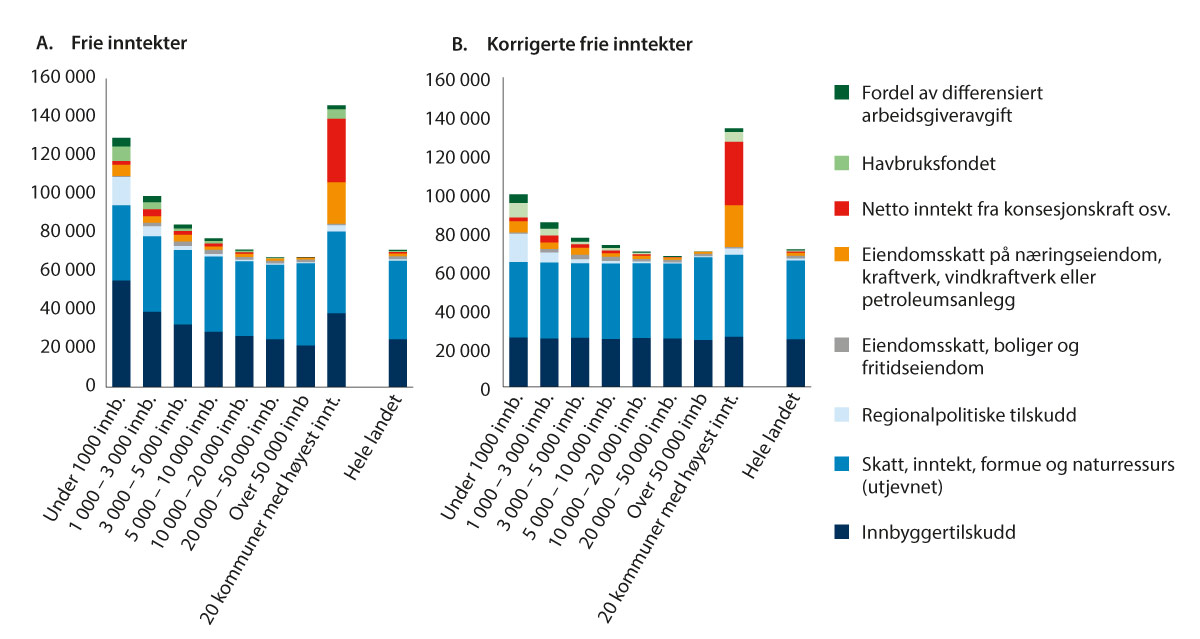 A. Frie inntekter
160 000
140 000
120 000
100 000
80 000
60 000
40 000
20 000
0
Under 1000 innb.
1 000 – 3 000 innb.
3 000 – 5 000 innb.
5 000 – 10 000 innb.
10 000 – 20 000 innb.
20 000 – 50 000 innb.
Over 50 000 innb
20 kommuner med høyest innt.
Hele landet
B. Korrigerte frie inntekter
160 000
140 000
120 000
100 000
80 000
60 000
40 000
20 000
0
Under 1000 innb.
1 000 – 3 000 innb.
3 000 – 5 000 innb.
5 000 – 10 000 innb.
10 000 – 20 000 innb.
20 000 – 50 000 innb.
Over 50 000 innb
20 kommuner med høyest innt.
Hele landet
Fordel av differensiert
arbeidsgiveravgift
Havbruksfondet
Netto inntekt fra konsesjonskraft osv.
Eiendomsskatt på næringseiendom,
kraftverk, vindkraftverk eller
petroleumsanlegg
Eiendomsskatt, boliger og
fritidseiendom
Regionalpolitiske tilskudd
Skatt, inntekt, formue og naturressurs
(utjevnet)
Innbyggertilskudd